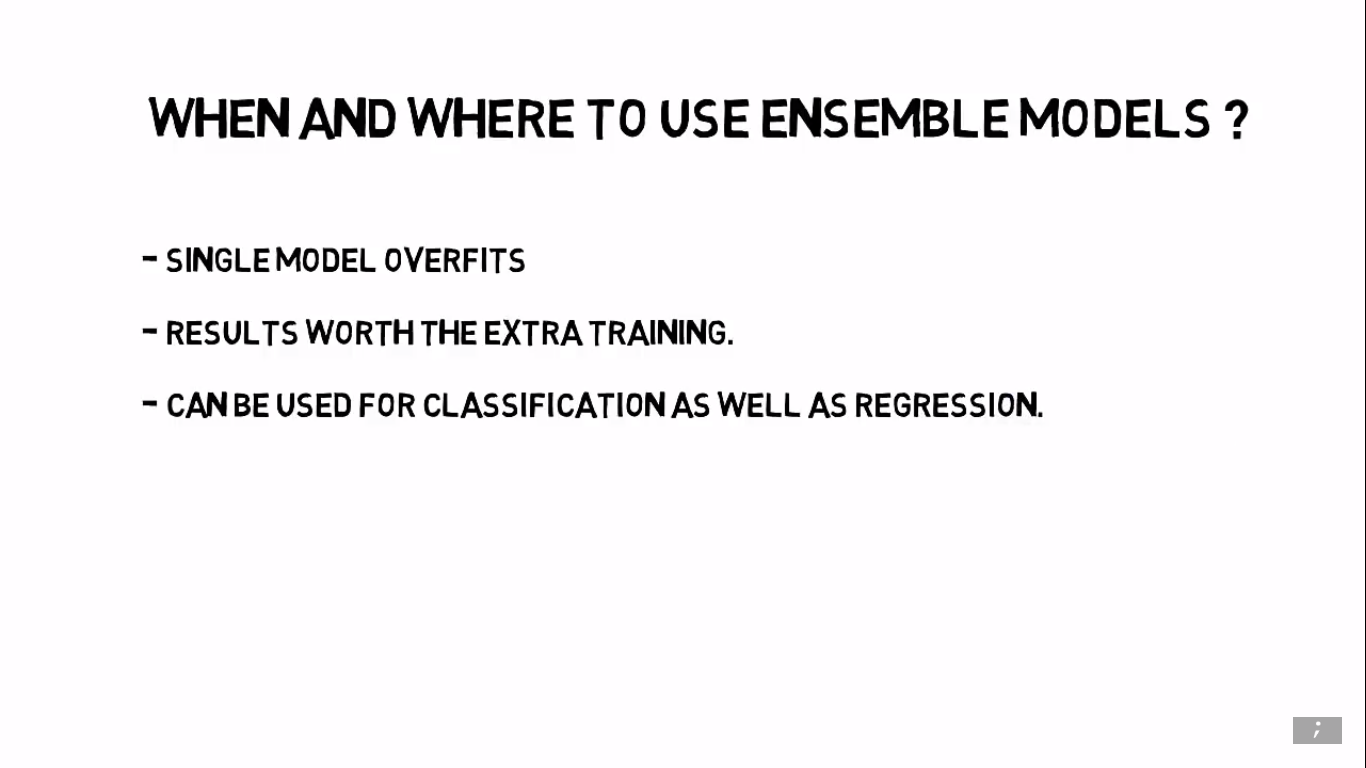 WHEN AND WHERE TO USE ENSEMBLE MODELS ?
- SINGLE MODEL OVERFITS
- RESULTS WORTH THE EXTRA TRAINING.
- CAN BE USED FOR CLASSIFICATION AS WELL AS REGRESSION.
;